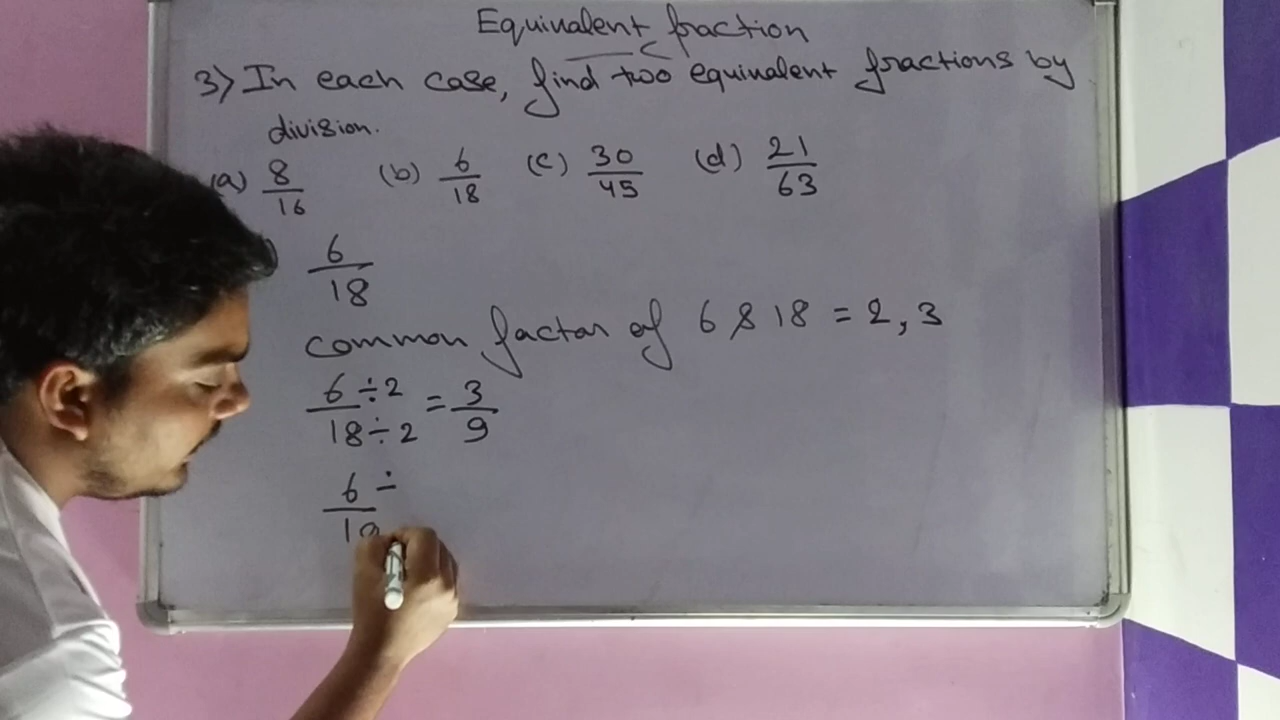 Equivalent fraction
3) In each case, find two equivalent fractions by
division.
(a) 8/16 (b) 6/18 (c) 30/45 (d) 21/63
6/18
common factor of 6 & 18 = 2, 3
6÷2/18÷2 = 3/9
6÷